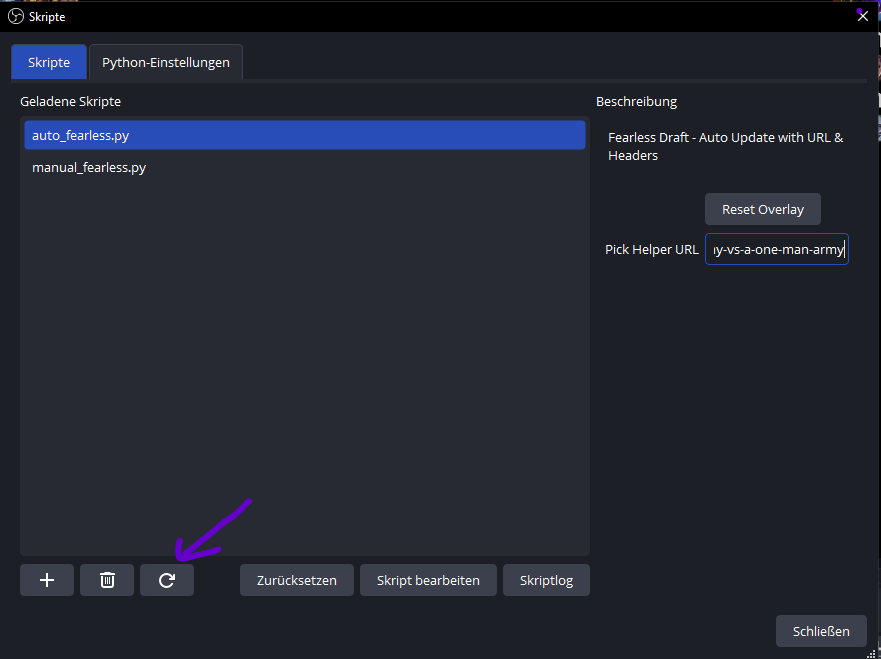 Skripte
Skripte
Python-Einstellungen
Geladene Skripte
auto_fearless.py
manual_fearless.py
Beschreibung
Fearless Draft - Auto Update with URL &
Headers
Reset Overlay
Pick Helper URL
y-vs-a-one-man-army
Zurücksetzen
Skript bearbeiten
Skriptlog
Schließen